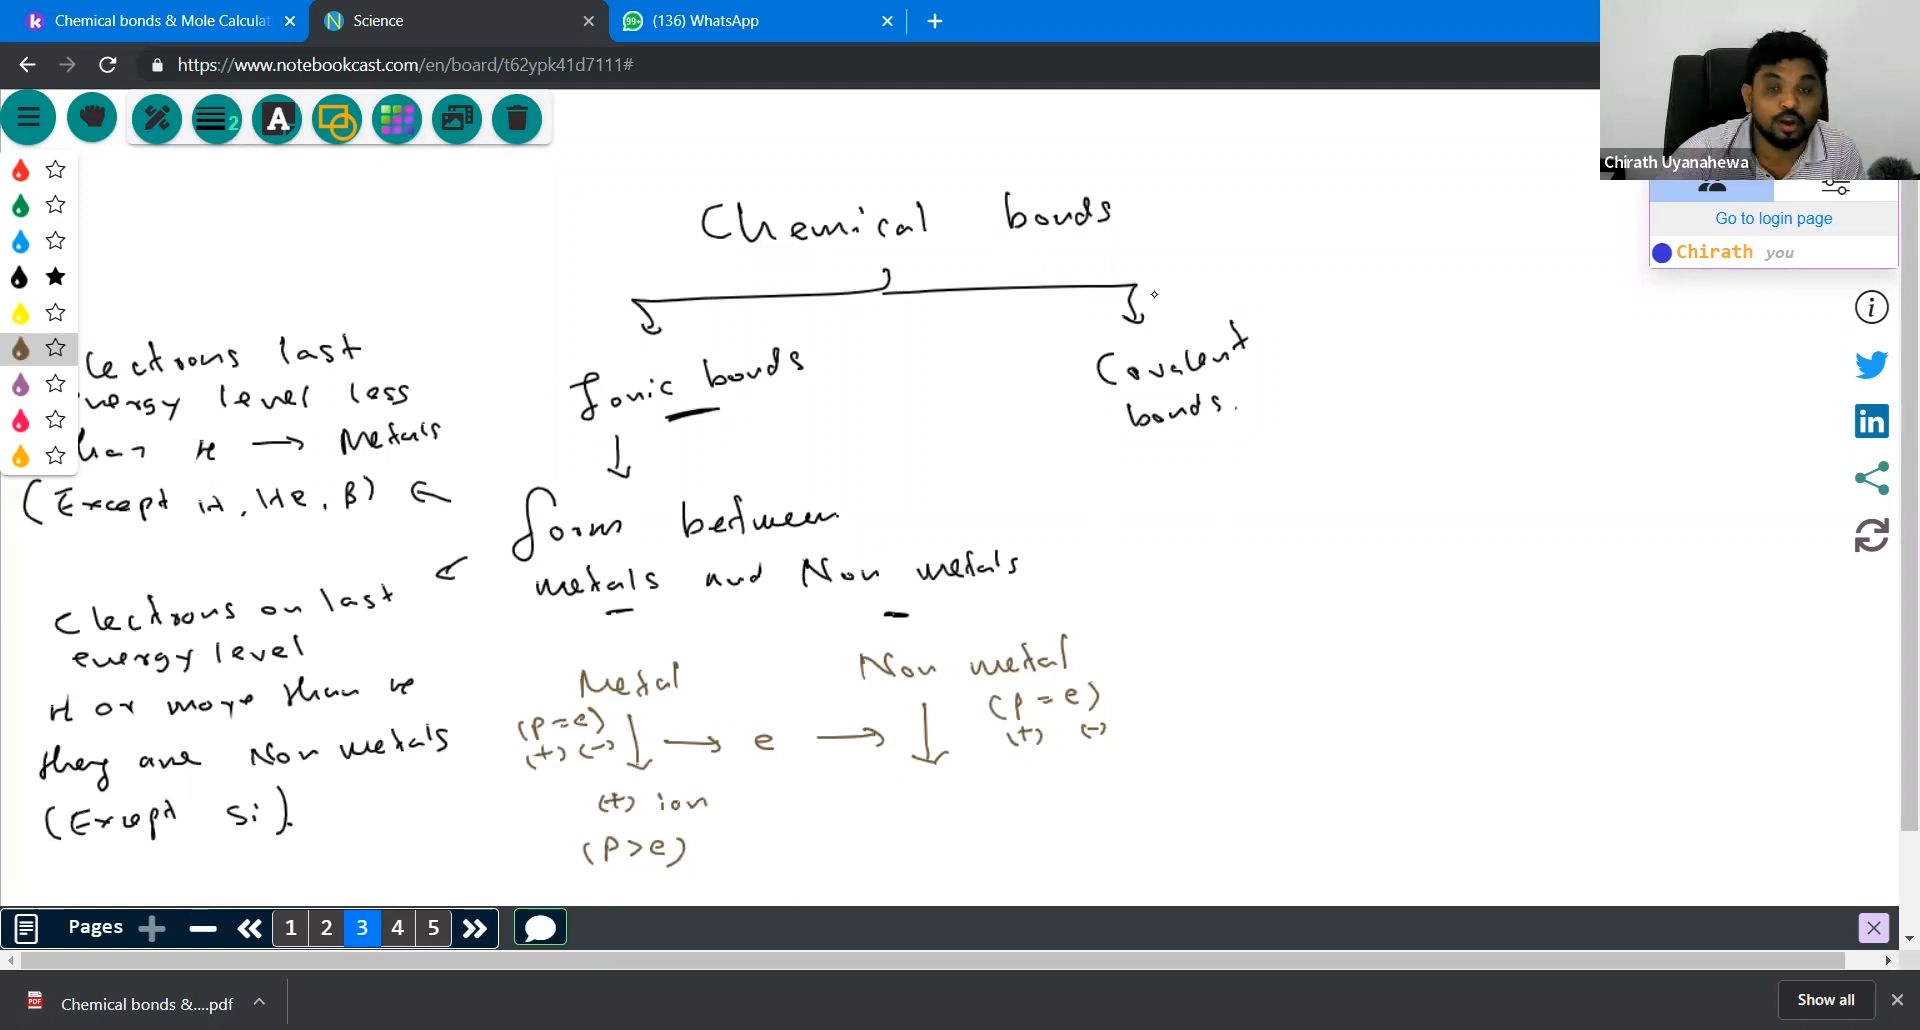 Chemical bonds & Mole Calculat
Science
(136) WhatsApp
https://www.notebookcast.com/en/board/t62ypk41d7111#
2
A
Chirath Uyanahewa
Go to login page
Chirath you
Chemical bonds
Ionic bonds
Covalent
bonds.
lectrons last
nergy level less
han 4 → Metals
(Except H, He, B) ←
form between
metals and Non metals
Electrons on last ←
energy level
4 or more than 4
they are Non metals
(Except Si).
Metal
Non metal
(P=e)
(+) (-)
→ e →
(P=e)
(+) (-)
(+) ion
(P>e)
Pages
1 2 3 4 5
Chemical bonds &....pdf
Show all